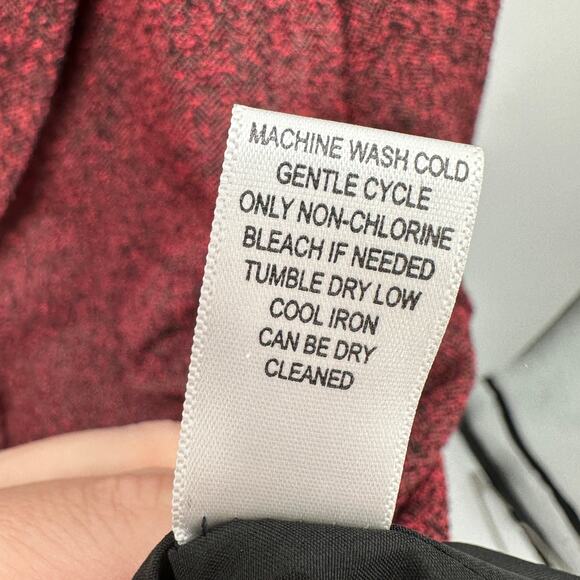 MACHINE WASH COLD
GENTLE CYCLE
ONLY NON-CHLORINE
BLEACH IF NEEDED
TUMBLE DRY LOW
COOL IRON
CAN BE DRY
CLEANED